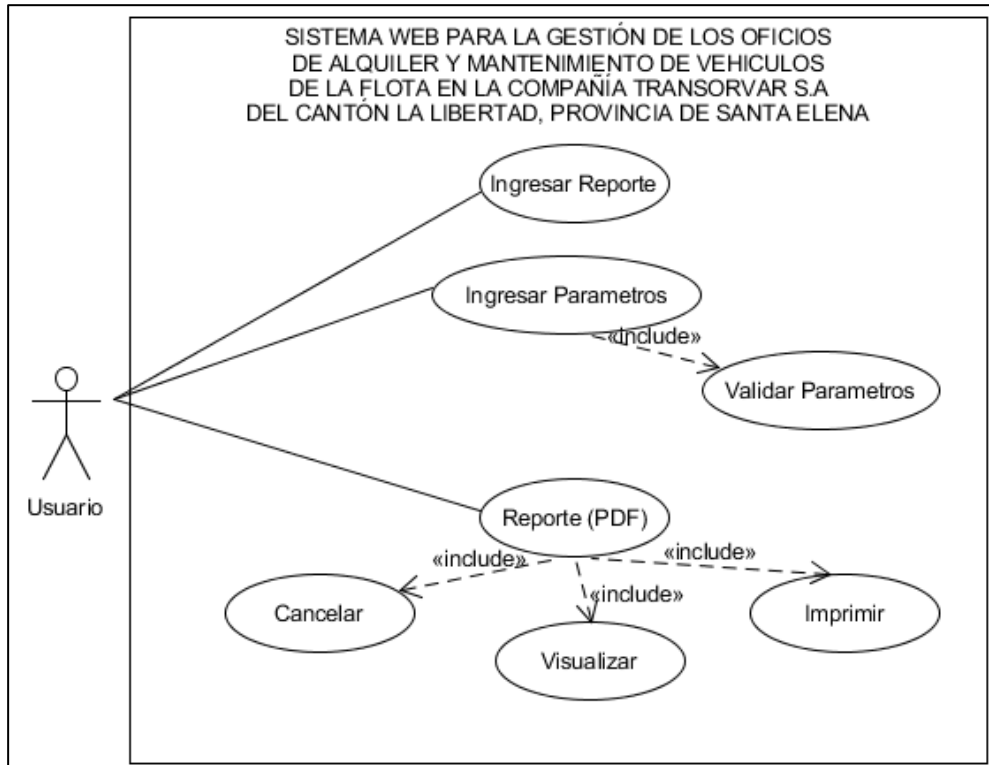 SISTEMA WEB PARA LA GESTIÓN DE LOS OFICIOS
DE ALQUILER Y MANTENIMIENTO DE VEHICULOS
DE LA FLOTA EN LA COMPAÑÍA TRANSORVAR S.A
DEL CANTÓN LA LIBERTAD, PROVINCIA DE SANTA ELENA
Ingresar Reporte
Ingresar Parametros
«include»
Validar Parametros
Usuario
Reporte (PDF)
«include»
«include»
«include»
Cancelar
Imprimir
Visualizar